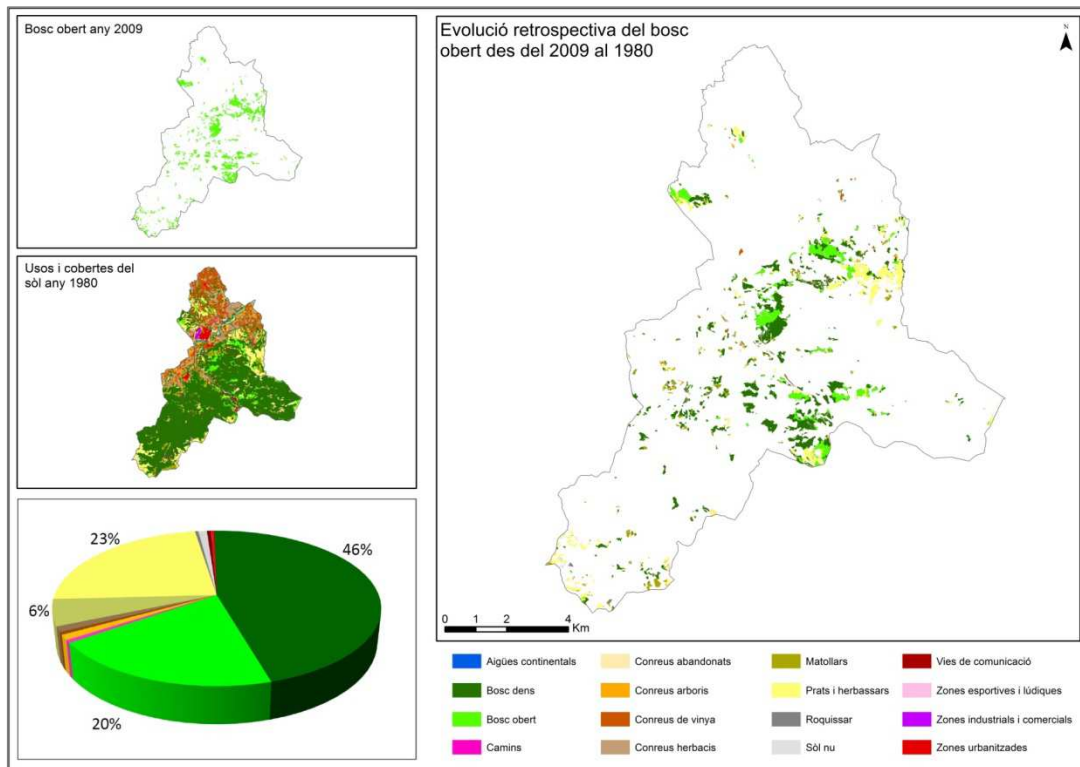 Bosc obert any 2009
Usos i cobertes del
sòl any 1980
23%
46%
6%
20%
Evolució retrospectiva del bosc
obert des del 2009 al 1980
N
0 1 2 4
Km
Aigües continentals
Bosc dens
Bosc obert
Camins
Conreus abandonats
Conreus arboris
Conreus de vinya
Conreus herbacis
Matollars
Prats i herbassars
Roquissar
Sòl nu
Vies de comunicació
Zones esportives i lúdiques
Zones industrials i comercials
Zones urbanitzades